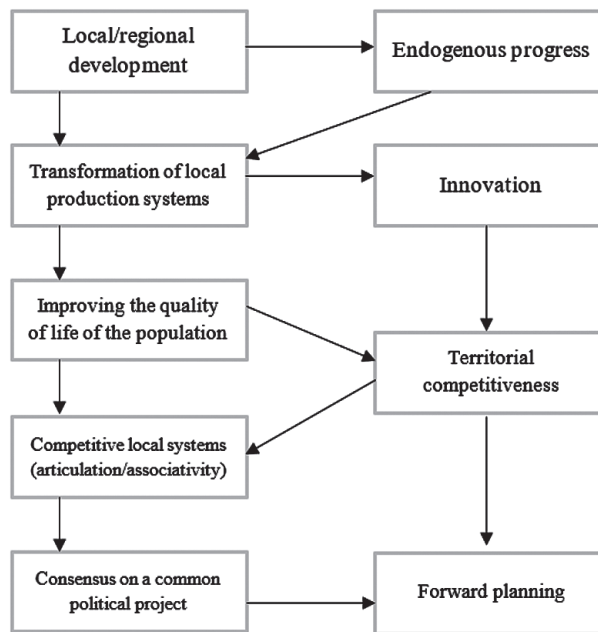 Local/regional
development
Endogenous progress
Transformation of local
production systems
Innovation
Improving the quality
of life of the population
Territorial
competitiveness
Competitive local systems
(articulation/associativity)
Consensus on a common
political project
Forward planning